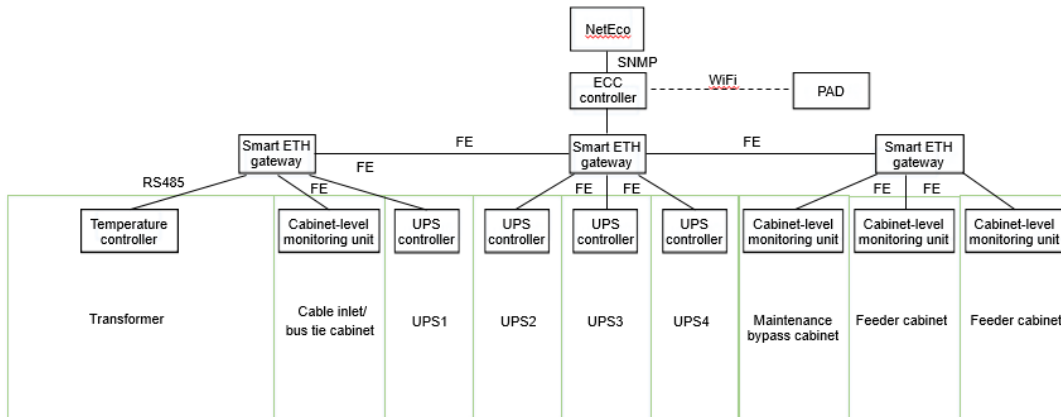 NetEco
SNMP
ECC
controller
WiFi
PAD
Smart ETH
gateway
FE
Smart ETH
gateway
FE
Smart ETH
gateway
RS485
FE
FE
FE
FE
FE
FE
Temperature
controller
Cabinet-level
monitoring unit
UPS
controller
UPS
controller
UPS
controller
UPS
controller
Cabinet-level
monitoring unit
Cabinet-level
monitoring unit
Cabinet-level
monitoring unit
Transformer
Cable inlet/
bus tie cabinet
UPS1
UPS2
UPS3
UPS4
Maintenance
bypass cabinet
Feeder cabinet
Feeder cabinet